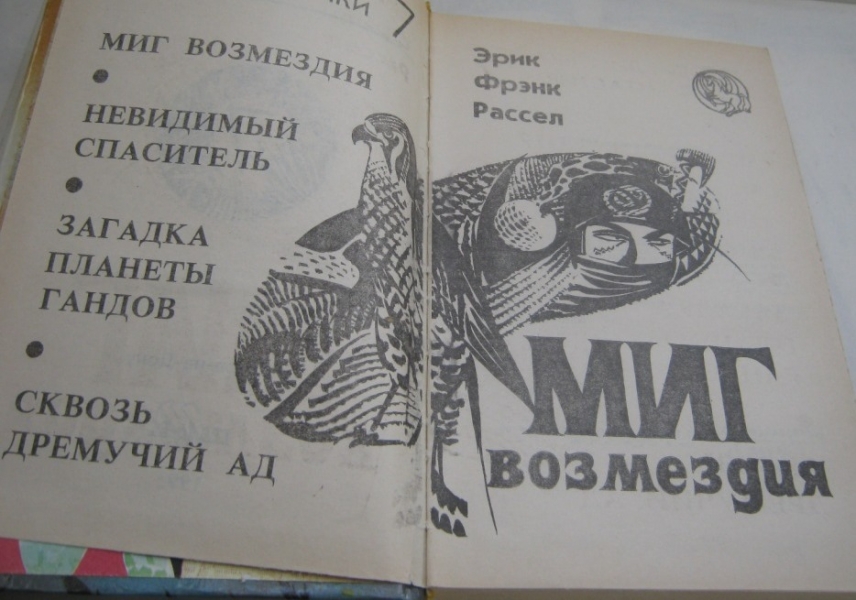 МИГ ВОЗМЕЗДИЯ
НЕВИДИМЫЙ
СПАСИТЕЛЬ
ЗАГАДКА
ПЛАНЕТЫ
ГАНДОВ
СКВОЗЬ
ДРЕМУЧИЙ АД
Эрик
Фрэнк
Рассел
МИГ
возмездия